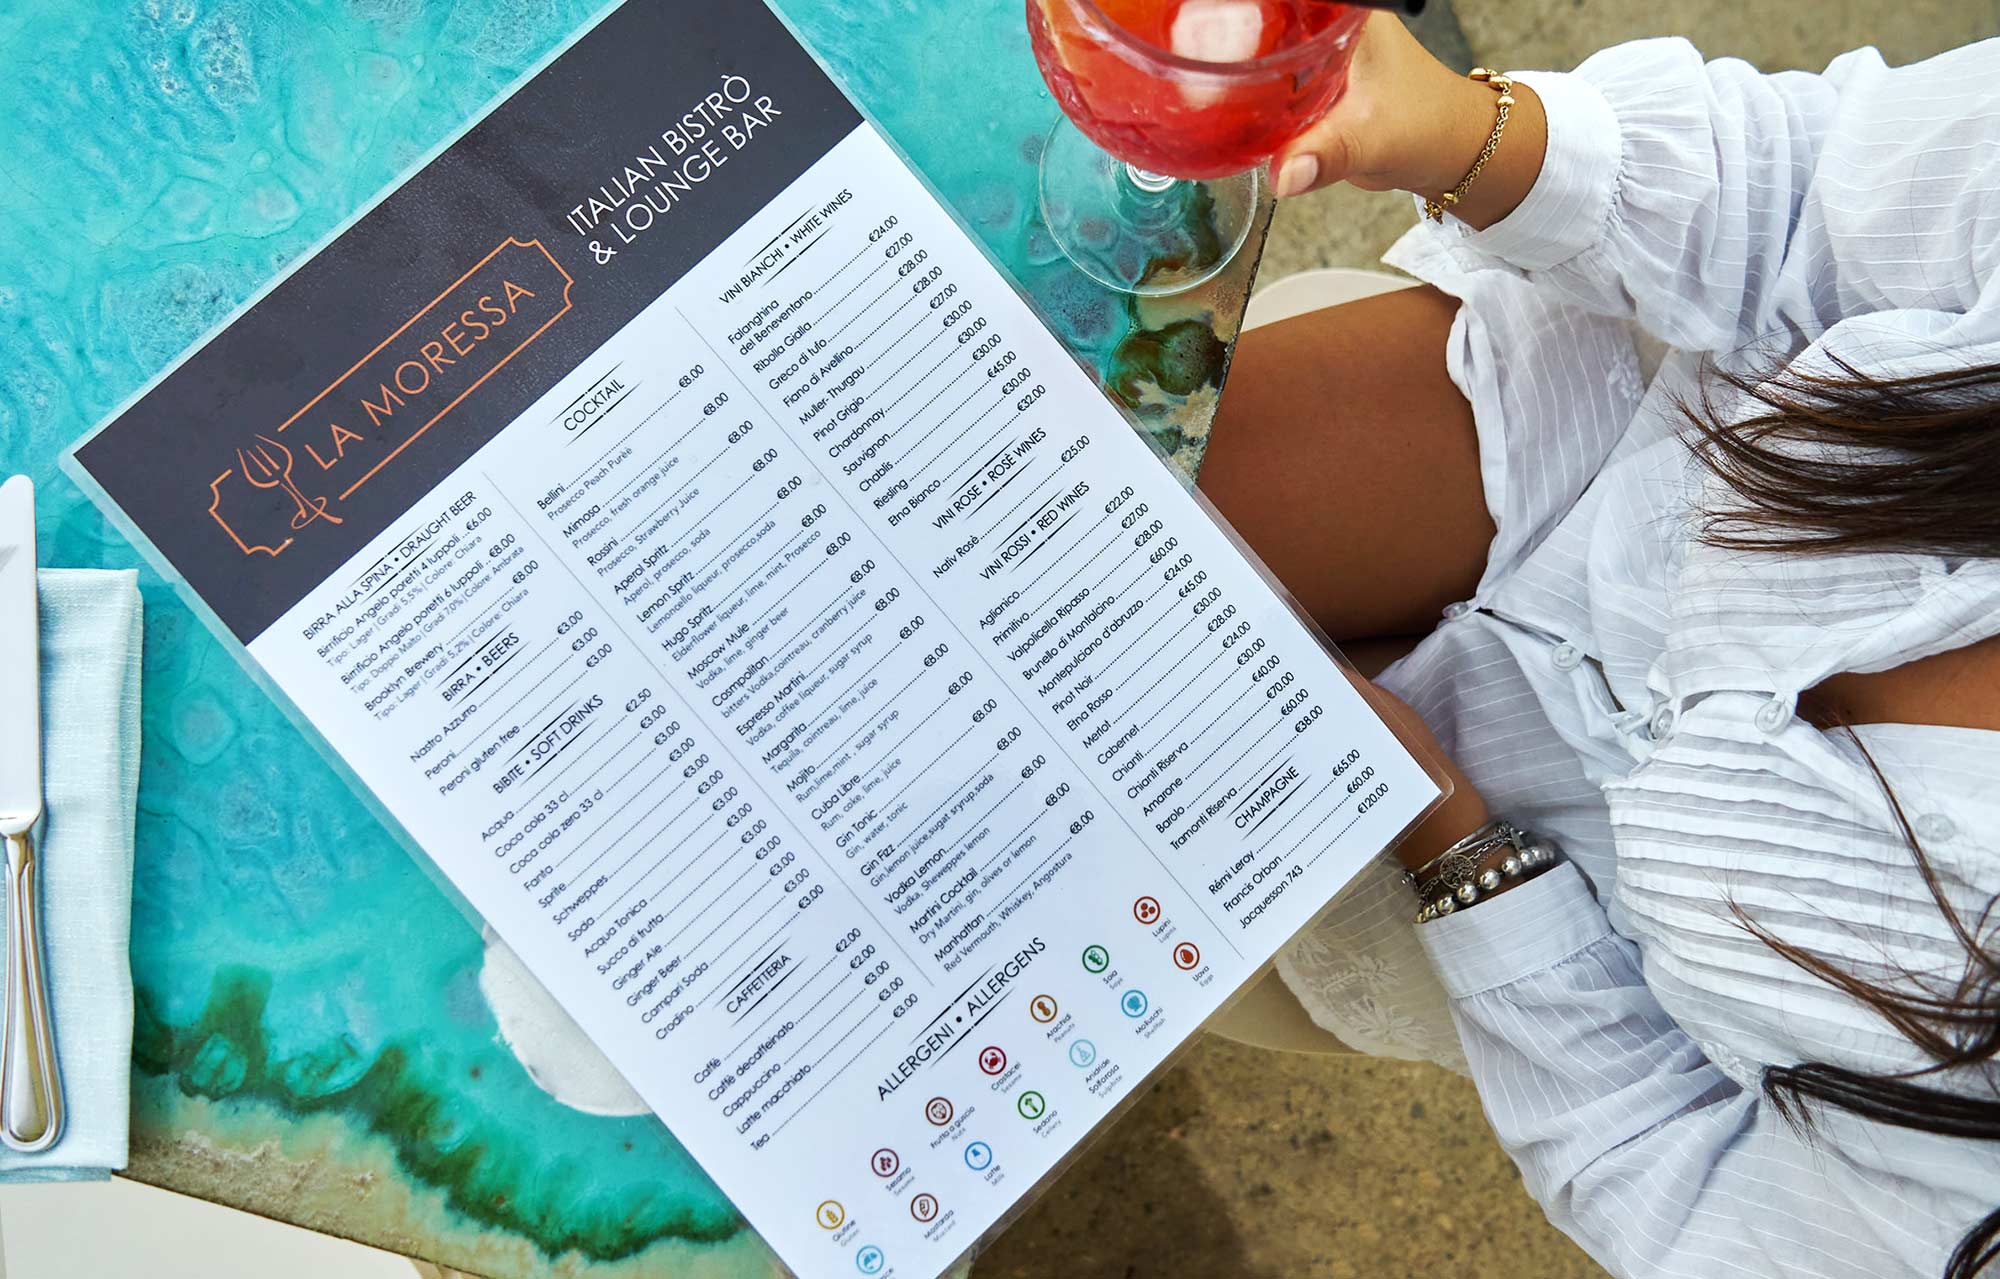 LA MORESSA
ITALIAN BISTRÒ
& LOUNGE BAR
BIRRA ALLA SPINA • DRAUGHT BEER
Birrificio Angelo poretti 4 luppoli .. €6.00
Tipo: Lager | Gradi 5,5% | Colore: Chiara
Birrificio Angelo poretti 6 luppoli .. €8.00
Tipo: Doppio Malto | Gradi 7,0% | Colore: Ambrata
Brooklyn Brewery ........ €8.00
Tipo: Lager | Gradi 5,2% | Colore: Chiara
BIRRA • BEERS
Nastro Azzurro ........ €3.00
Peroni ........ €3.00
Peroni gluten free ........ €3.00
BIBITE • SOFT DRINKS
Acqua ........ €2.50
Coca cola 33 cl ........ €3.00
Coca cola zero 33 cl ........ €3.00
Fanta ........ €3.00
Sprite ........ €3.00
Schweppes ........ €3.00
Soda ........ €3.00
Acqua Tonica ........ €3.00
Succo di frutta ........ €3.00
Ginger Ale ........ €3.00
Ginger Beer ........ €3.00
Campari Soda ........ €3.00
Crodino ........ €3.00
CAFFETTERIA
Caffè ........ €2.00
Caffè decaffeinato ........ €2.00
Cappuccino ........ €3.00
Latte macchiato ........ €3.00
Tea ........ €3.00
COCKTAIL
Bellini ........ €8.00
Prosecco Peach Purèè
Mimosa ........ €8.00
Prosecco, fresh orange juice
Rossini ........ €8.00
Prosecco, Strawberry Juice
Aperol Spritz ........ €8.00
Aperol, prosecco, soda
Lemon Spritz ........ €8.00
Lemoncello liqueur, prosecco,soda
Hugo Spritz ........ €8.00
Elderflower liqueur, lime, mint, Prosecco
Moscow Mule ........ €8.00
Vodka, lime, ginger beer
Cosmpolitan ........ €8.00
bitters Vodka,cointreau, cranberry juice
Espresso Martini ........ €8.00
Vodka, coffee liqueur, sugar syrup
Margarita ........ €8.00
Tequila, cointreau, lime, juice
Mojito ........ €8.00
Rum,lime,mint , sugar syrup
Cuba Libre ........ €8.00
Rum, coke, lime, juice
Gin Tonic ........ €8.00
Gin, water, tonic
Gin Fizz ........ €8.00
Gin,lemon juice,sugat sryrup,soda
Vodka Lemon ........ €8.00
Vodka, Sheweppes lemon
Martini Cocktail ........ €8.00
Dry Martini, gin, olives or lemon
Manhattan ........ €8.00
Red Vermouth, Whiskey, Angostura
VINI BIANCHI • WHITE WINES
Falanghina
del Beneventano ........ €24.00
Ribolla Gialla ........ €27.00
Greco di tufo ........ €28.00
Fiano di Avellino ........ €28.00
Muller Thurgau ........ €27.00
Pinot Grigio ........ €30.00
Chardonnay ........ €30.00
Sauvignon ........ €30.00
Chablis ........ €45.00
Riesling ........ €30.00
Etna Bianco ........ €32.00
VINI ROSE • ROSÈ WINES
Nativ Rosè ........ €25.00
VINI ROSSI • RED WINES
Aglianico ........ €22.00
Primitivo ........ €27.00
Valpolicella Ripasso ........ €28.00
Brunello di Montalcino ........ €60.00
Montepulciano d'abruzzo ........ €24.00
Pinot Noir ........ €45.00
Etna Rosso ........ €30.00
Merlot ........ €28.00
Cabernet ........ €24.00
Chianti ........ €30.00
Chianti Riserva ........ €40.00
Amarone ........ €70.00
Barolo ........ €60.00
Tramonti Riserva ........ €38.00
CHAMPAGNE
Rémi Leroy ........ €65.00
Francis Orban ........ €60.00
Jacquesson 743 ........ €120.00
ALLERGENI • ALLERGENS
Glutine
Gluten
Sesamo
Sesame
Frutta a guscio
Nuts
Crostacei
Sesame
Arachidi
Peanuts
Soia
Soya
Lupini
Lupins
Mostarda
Mustard
Latte
Milk
Sedano
Celery
Anidride
Solforosa
Sulphite
Molluschi
Shellfish
Uova
Egg